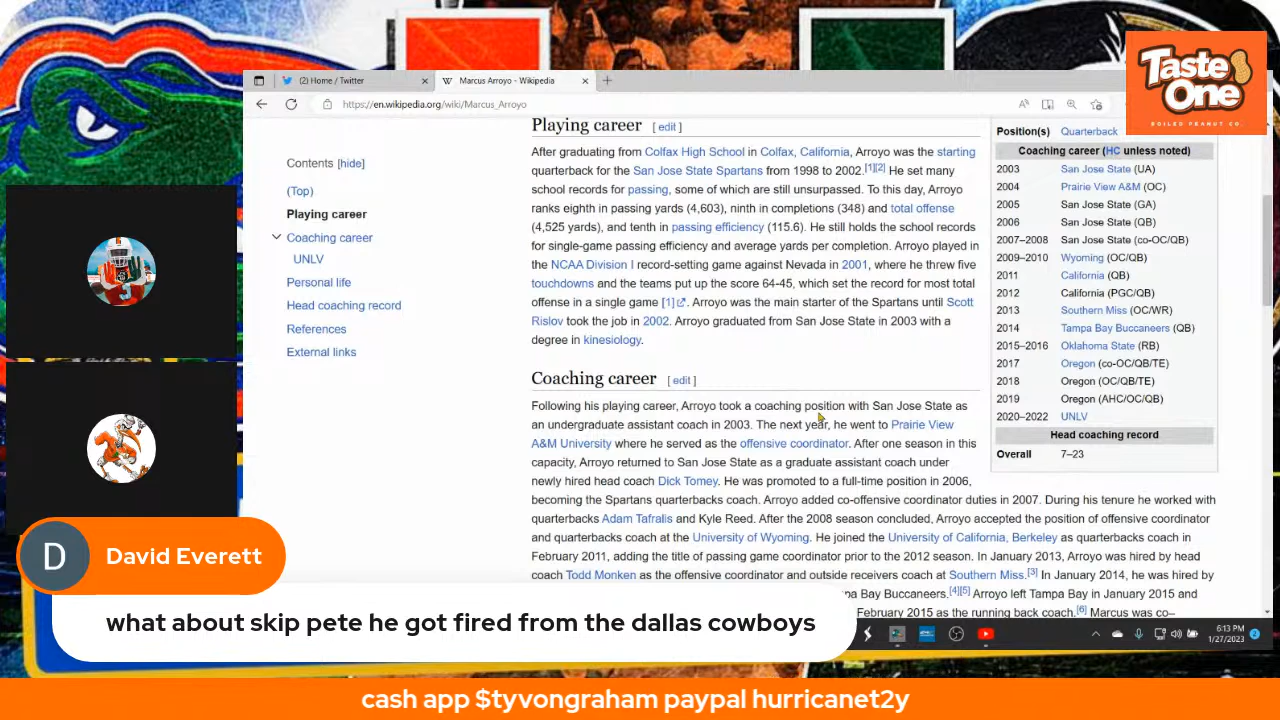 Taste
One
BOILED PEANUT CO.
(2) Home / Twitter
Marcus Arroyo - Wikipedia
https://en.wikipedia.org/wiki/Marcus_Arroyo
Contents [hide]
(Top)
Playing career
Coaching career
UNLV
Personal life
Head coaching record
References
External links
Playing career [ edit ]
After graduating from Colfax High School in Colfax, California, Arroyo was the starting
quarterback for the San Jose State Spartans from 1998 to 2002.[1][2] He set many
school records for passing, some of which are still unsurpassed. To this day, Arroyo
ranks eighth in passing yards (4,603), ninth in completions (348) and total offense
(4,525 yards), and tenth in passing efficiency (115.6). He still holds the school records
for single-game passing efficiency and average yards per completion. Arroyo played in
the NCAA Division I record-setting game against Nevada in 2001, where he threw five
touchdowns and the teams put up the score 64-45, which set the record for most total
offense in a single game [1]. Arroyo was the main starter of the Spartans until Scott
Rislov took the job in 2002. Arroyo graduated from San Jose State in 2003 with a
degree in kinesiology.
Coaching career [ edit ]
Following his playing career, Arroyo took a coaching position with San Jose State as
an undergraduate assistant coach in 2003. The next year, he went to Prairie View
A&M University where he served as the offensive coordinator. After one season in this
capacity, Arroyo returned to San Jose State as a graduate assistant coach under
newly hired head coach Dick Tomey. He was promoted to a full-time position in 2006,
becoming the Spartans quarterbacks coach. Arroyo added co-offensive coordinator duties in 2007. During his tenure he worked with
quarterbacks Adam Tafralis and Kyle Reed. After the 2008 season concluded, Arroyo accepted the position of offensive coordinator
and quarterbacks coach at the University of Wyoming. He joined the University of California, Berkeley as quarterbacks coach in
February 2011, adding the title of passing game coordinator prior to the 2012 season. In January 2013, Arroyo was hired by head
coach Todd Monken as the offensive coordinator and outside receivers coach at Southern Miss.[3] In January 2014, he was hired by
pa Bay Buccaneers.[4][5] Arroyo left Tampa Bay in January 2015 and
February 2015 as the running back coach.[6] Marcus was co–
Position(s) Quarterback
Coaching career (HC unless noted)
2003 San Jose State (UA)
2004 Prairie View A&M (OC)
2005 San Jose State (GA)
2006 San Jose State (QB)
2007–2008 San Jose State (co-OC/QB)
2009–2010 Wyoming (OC/QB)
2011 California (QB)
2012 California (PGC/QB)
2013 Southern Miss (OC/WR)
2014 Tampa Bay Buccaneers (QB)
2015–2016 Oklahoma State (RB)
2017 Oregon (co-OC/QB/TE)
2018 Oregon (OC/QB/TE)
2019 Oregon (AHC/OC/QB)
2020–2022 UNLV
Head coaching record
Overall 7–23
D David Everett
what about skip pete he got fired from the dallas cowboys
6:13 PM
1/27/2023
2
cash app $tyvongraham paypal hurricanet2y